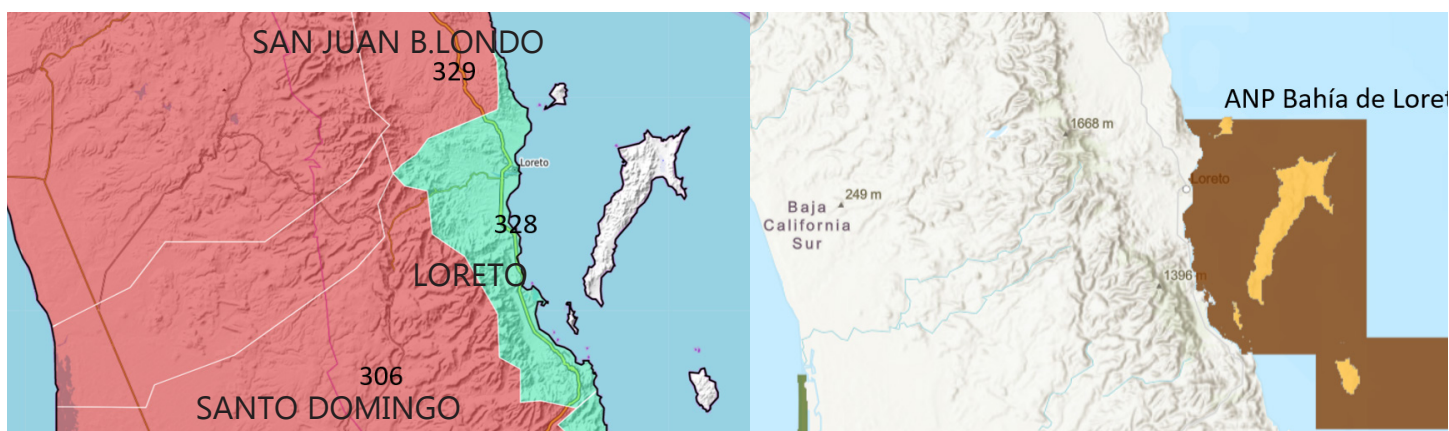 SAN JUAN B.LONDO
329
Loreto
328
LORETO
306
SANTO DOMINGO
ANP Bahía de Loret
1668 m
Loreto
249 m
Baja
California
Sur
1396 m